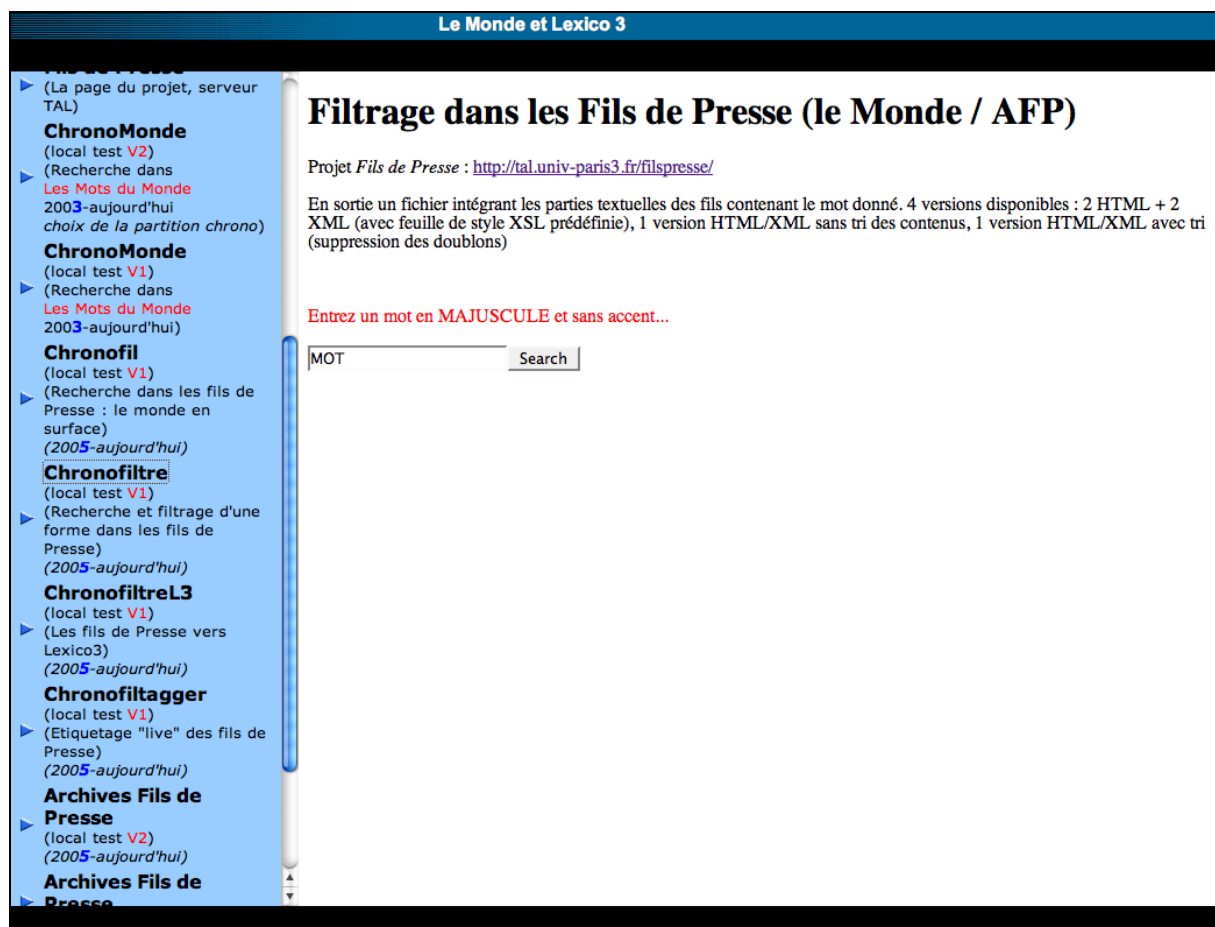 Le Monde et Lexico 3
Fils de Presse
(La page du projet, serveur
TAL)
ChronoMonde
(local test V2)
(Recherche dans
Les Mots du Monde
2003-aujourd'hui
choix de la partition chrono)
ChronoMonde
(local test V1)
(Recherche dans
Les Mots du Monde
2003-aujourd'hui)
Chronofil
(local test V1)
(Recherche dans les fils de
Presse : le monde en
surface)
(2005-aujourd'hui)
Chronofiltre
(local test V1)
(Recherche et filtrage d'une
forme dans les fils de
Presse)
(2005-aujourd'hui)
ChronofiltreL3
(local test V1)
(Les fils de Presse vers
Lexico3)
(2005-aujourd'hui)
Chronofiltagger
(local test V1)
(Etiquetage "live" des fils de
Presse)
(2005-aujourd'hui)
Archives Fils de
Presse
(local test V2)
(2005-aujourd'hui)
Archives Fils de
Presse
Filtrage dans les Fils de Presse (le Monde / AFP)
Projet Fils de Presse : http://tal.univ-paris3.fr/filspresse/
En sortie un fichier intégrant les parties textuelles des fils contenant le mot donné. 4 versions disponibles : 2 HTML + 2
XML (avec feuille de style XSL prédéfinie), 1 version HTML/XML sans tri des contenus, 1 version HTML/XML avec tri
(suppression des doublons)
Entrez un mot en MAJUSCULE et sans accent...
MOT Search